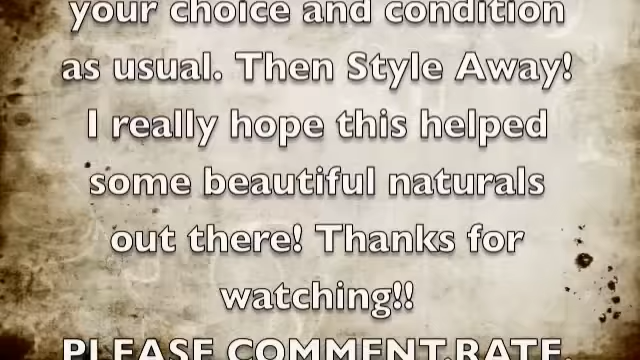 your choice and condition
as usual. Then Style Away!
I really hope this helped
some beautiful naturals
out there! Thanks for
watching!!
PLEASE COMMENT,RATE